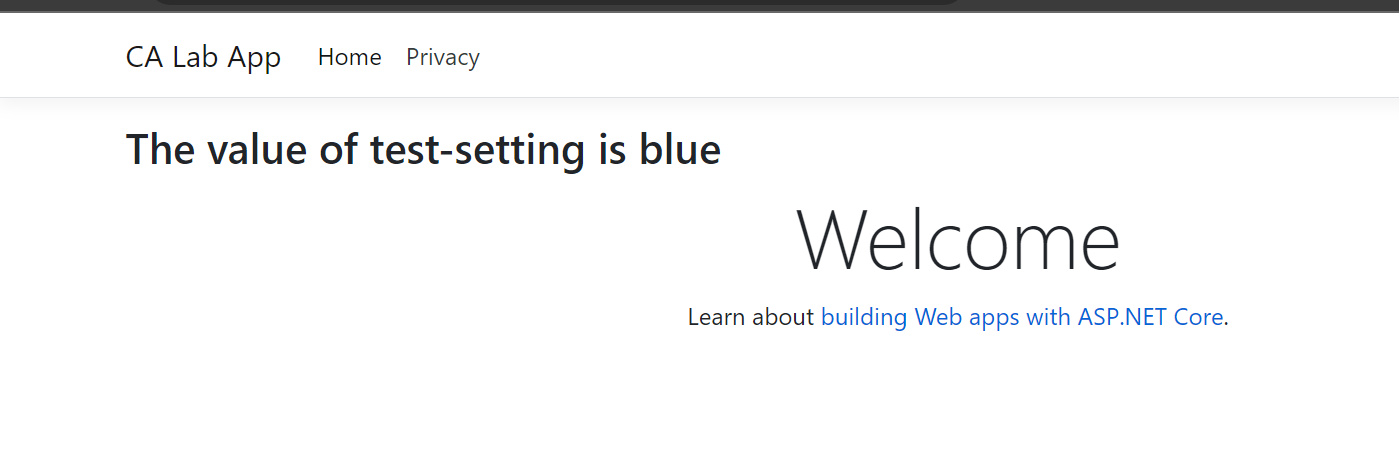 CA Lab App Home Privacy
The value of test-setting is blue
Welcome
Learn about building Web apps with ASP.NET Core.